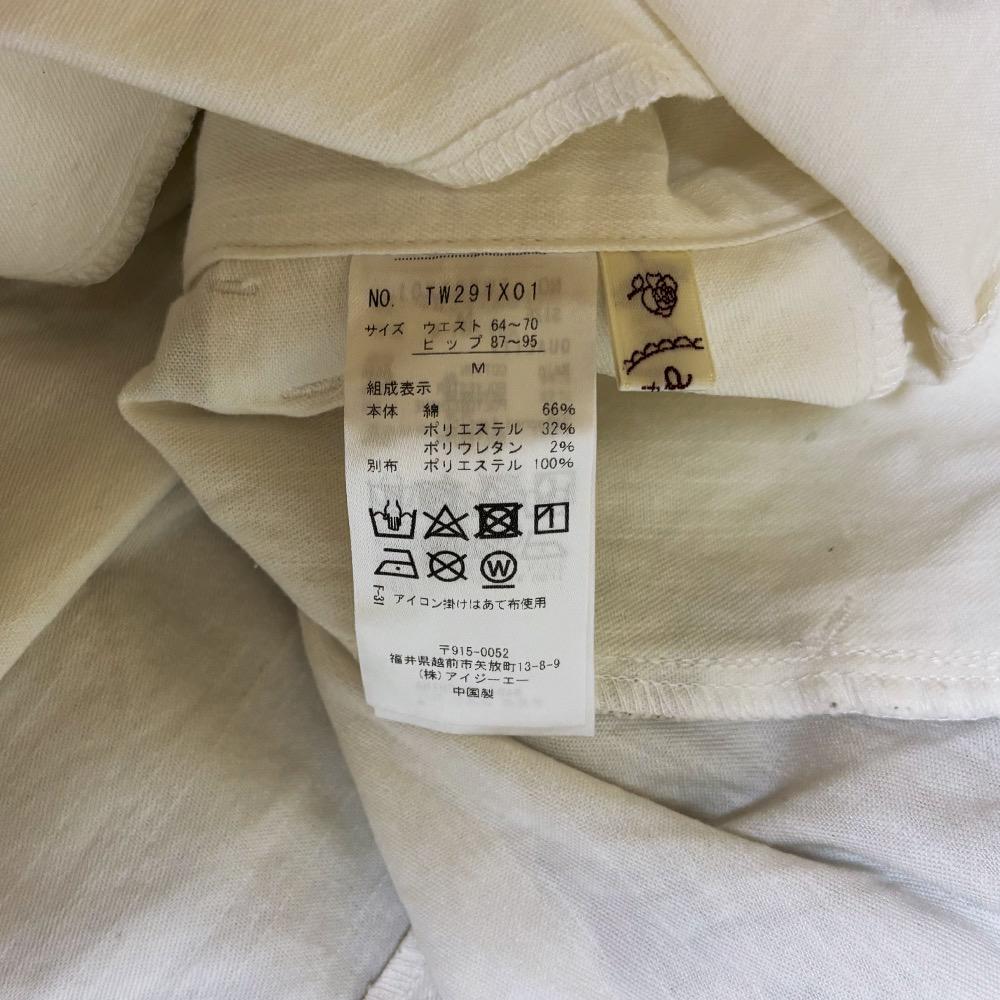 NO. TW291X01
サイズ ウエスト 64～70
ヒップ 87～95
M
組成表示
本体 綿 66%
ポリエステル 32%
ポリウレタン 2%
別布 ポリエステル 100%
W
F-31
アイロン掛けはあて布使用
〒915-0052
福井県越前市矢放町13-8-9
(株)アイジーエー
中国製